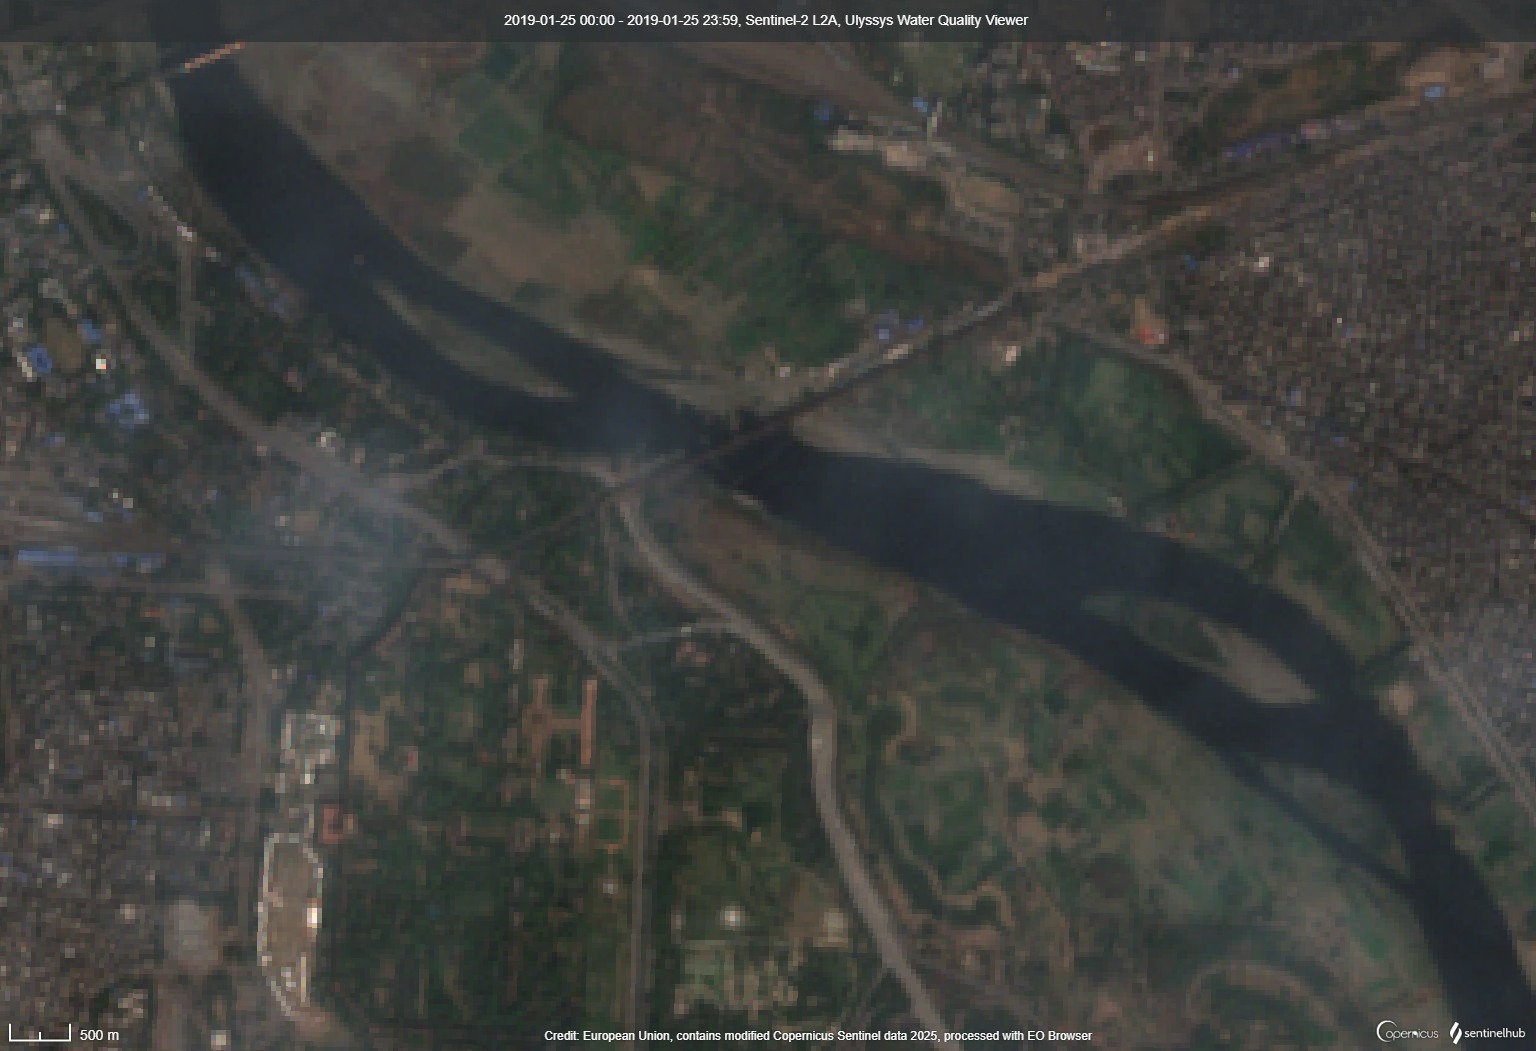 2019-01-25 00:00 - 2019-01-25 23:59, Sentinel-2 L2A, Ulyssys Water Quality Viewer
500 m
Credit: European Union, contains modified Copernicus Sentinel data 2025, processed with EO Browser
opernicus
sentinelhub